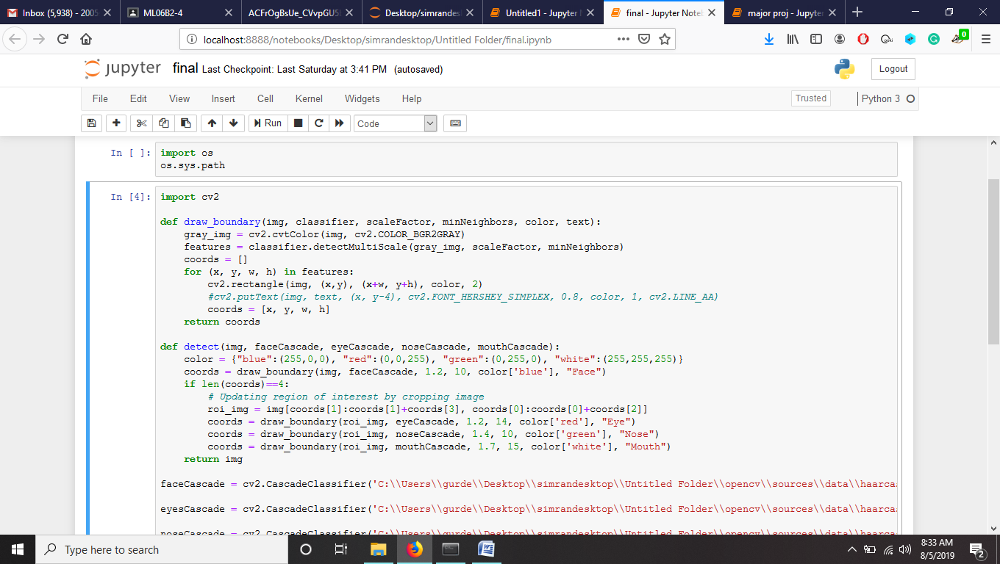 Inbox (5,938) - 2005
ML06B2-4
ACFrOgBsUe_CVvpGU5
Desktop/simrandes
Untitled1 - Jupyter N
final - Jupyter Note
major proj - Jupyter
localhost:8888/notebooks/Desktop/simrandesktop/Untitled Folder/final.ipynb
0
jupyter final Last Checkpoint: Last Saturday at 3:41 PM (autosaved)
Logout
File Edit View Insert Cell Kernel Widgets Help
Trusted
Python 3
Run
Code
In [ ]: import os
os.sys.path
In [4]: import cv2
def draw_boundary(img, classifier, scaleFactor, minNeighbors, color, text):
gray_img = cv2.cvtColor(img, cv2.COLOR_BGR2GRAY)
features = classifier.detectMultiScale(gray_img, scaleFactor, minNeighbors)
coords = []
for (x, y, w, h) in features:
cv2.rectangle(img, (x,y), (x+w, y+h), color, 2)
#cv2.putText(img, text, (x, y-4), cv2.FONT_HERSHEY_SIMPLEX, 0.8, color, 1, cv2.LINE_AA)
coords = [x, y, w, h]
return coords
def detect(img, faceCascade, eyeCascade, noseCascade, mouthCascade):
color = {"blue":(255,0,0), "red":(0,0,255), "green":(0,255,0), "white":(255,255,255)}
coords = draw_boundary(img, faceCascade, 1.2, 10, color['blue'], "Face")
if len(coords)==4:
# Updating region of interest by cropping image
roi_img = img[coords[1]:coords[1]+coords[3], coords[0]:coords[0]+coords[2]]
coords = draw_boundary(roi_img, eyeCascade, 1.2, 14, color['red'], "Eye")
coords = draw_boundary(roi_img, noseCascade, 1.4, 10, color['green'], "Nose")
coords = draw_boundary(roi_img, mouthCascade, 1.7, 15, color['white'], "Mouth")
return img
faceCascade = cv2.CascadeClassifier('C:\\Users\\gurde\\Desktop\\simrandesktop\\Untitled Folder\\opencv\\sources\\data\\haarca
eyesCascade = cv2.CascadeClassifier('C:\\Users\\gurde\\Desktop\\simrandesktop\\Untitled Folder\\opencv\\sources\\data\\haarca
noseCascade = cv2.CascadeClassifier('C:\\Users\\gurde\\Desktop\\simrandesktop\\Untitled Folder\\opencv\\sources\\data\\haarca
Type here to search
8:33 AM
8/5/2019
2